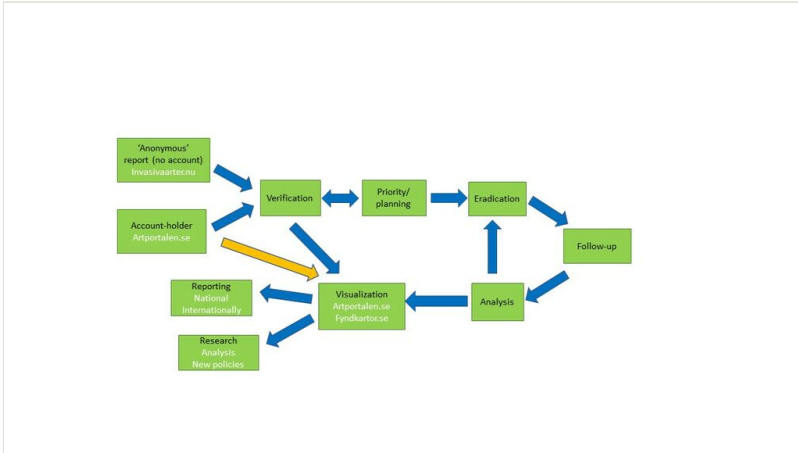 'Anonymous'
report (no account)
Invasivaarter.nu
Verification
Priority/
planning
Eradication
Account-holder
Artportalen.se
Follow-up
Reporting
National
Internationally
Visualization
Artportalen.se
Fyndkartor.se
Analysis
Research
Analysis
New policies